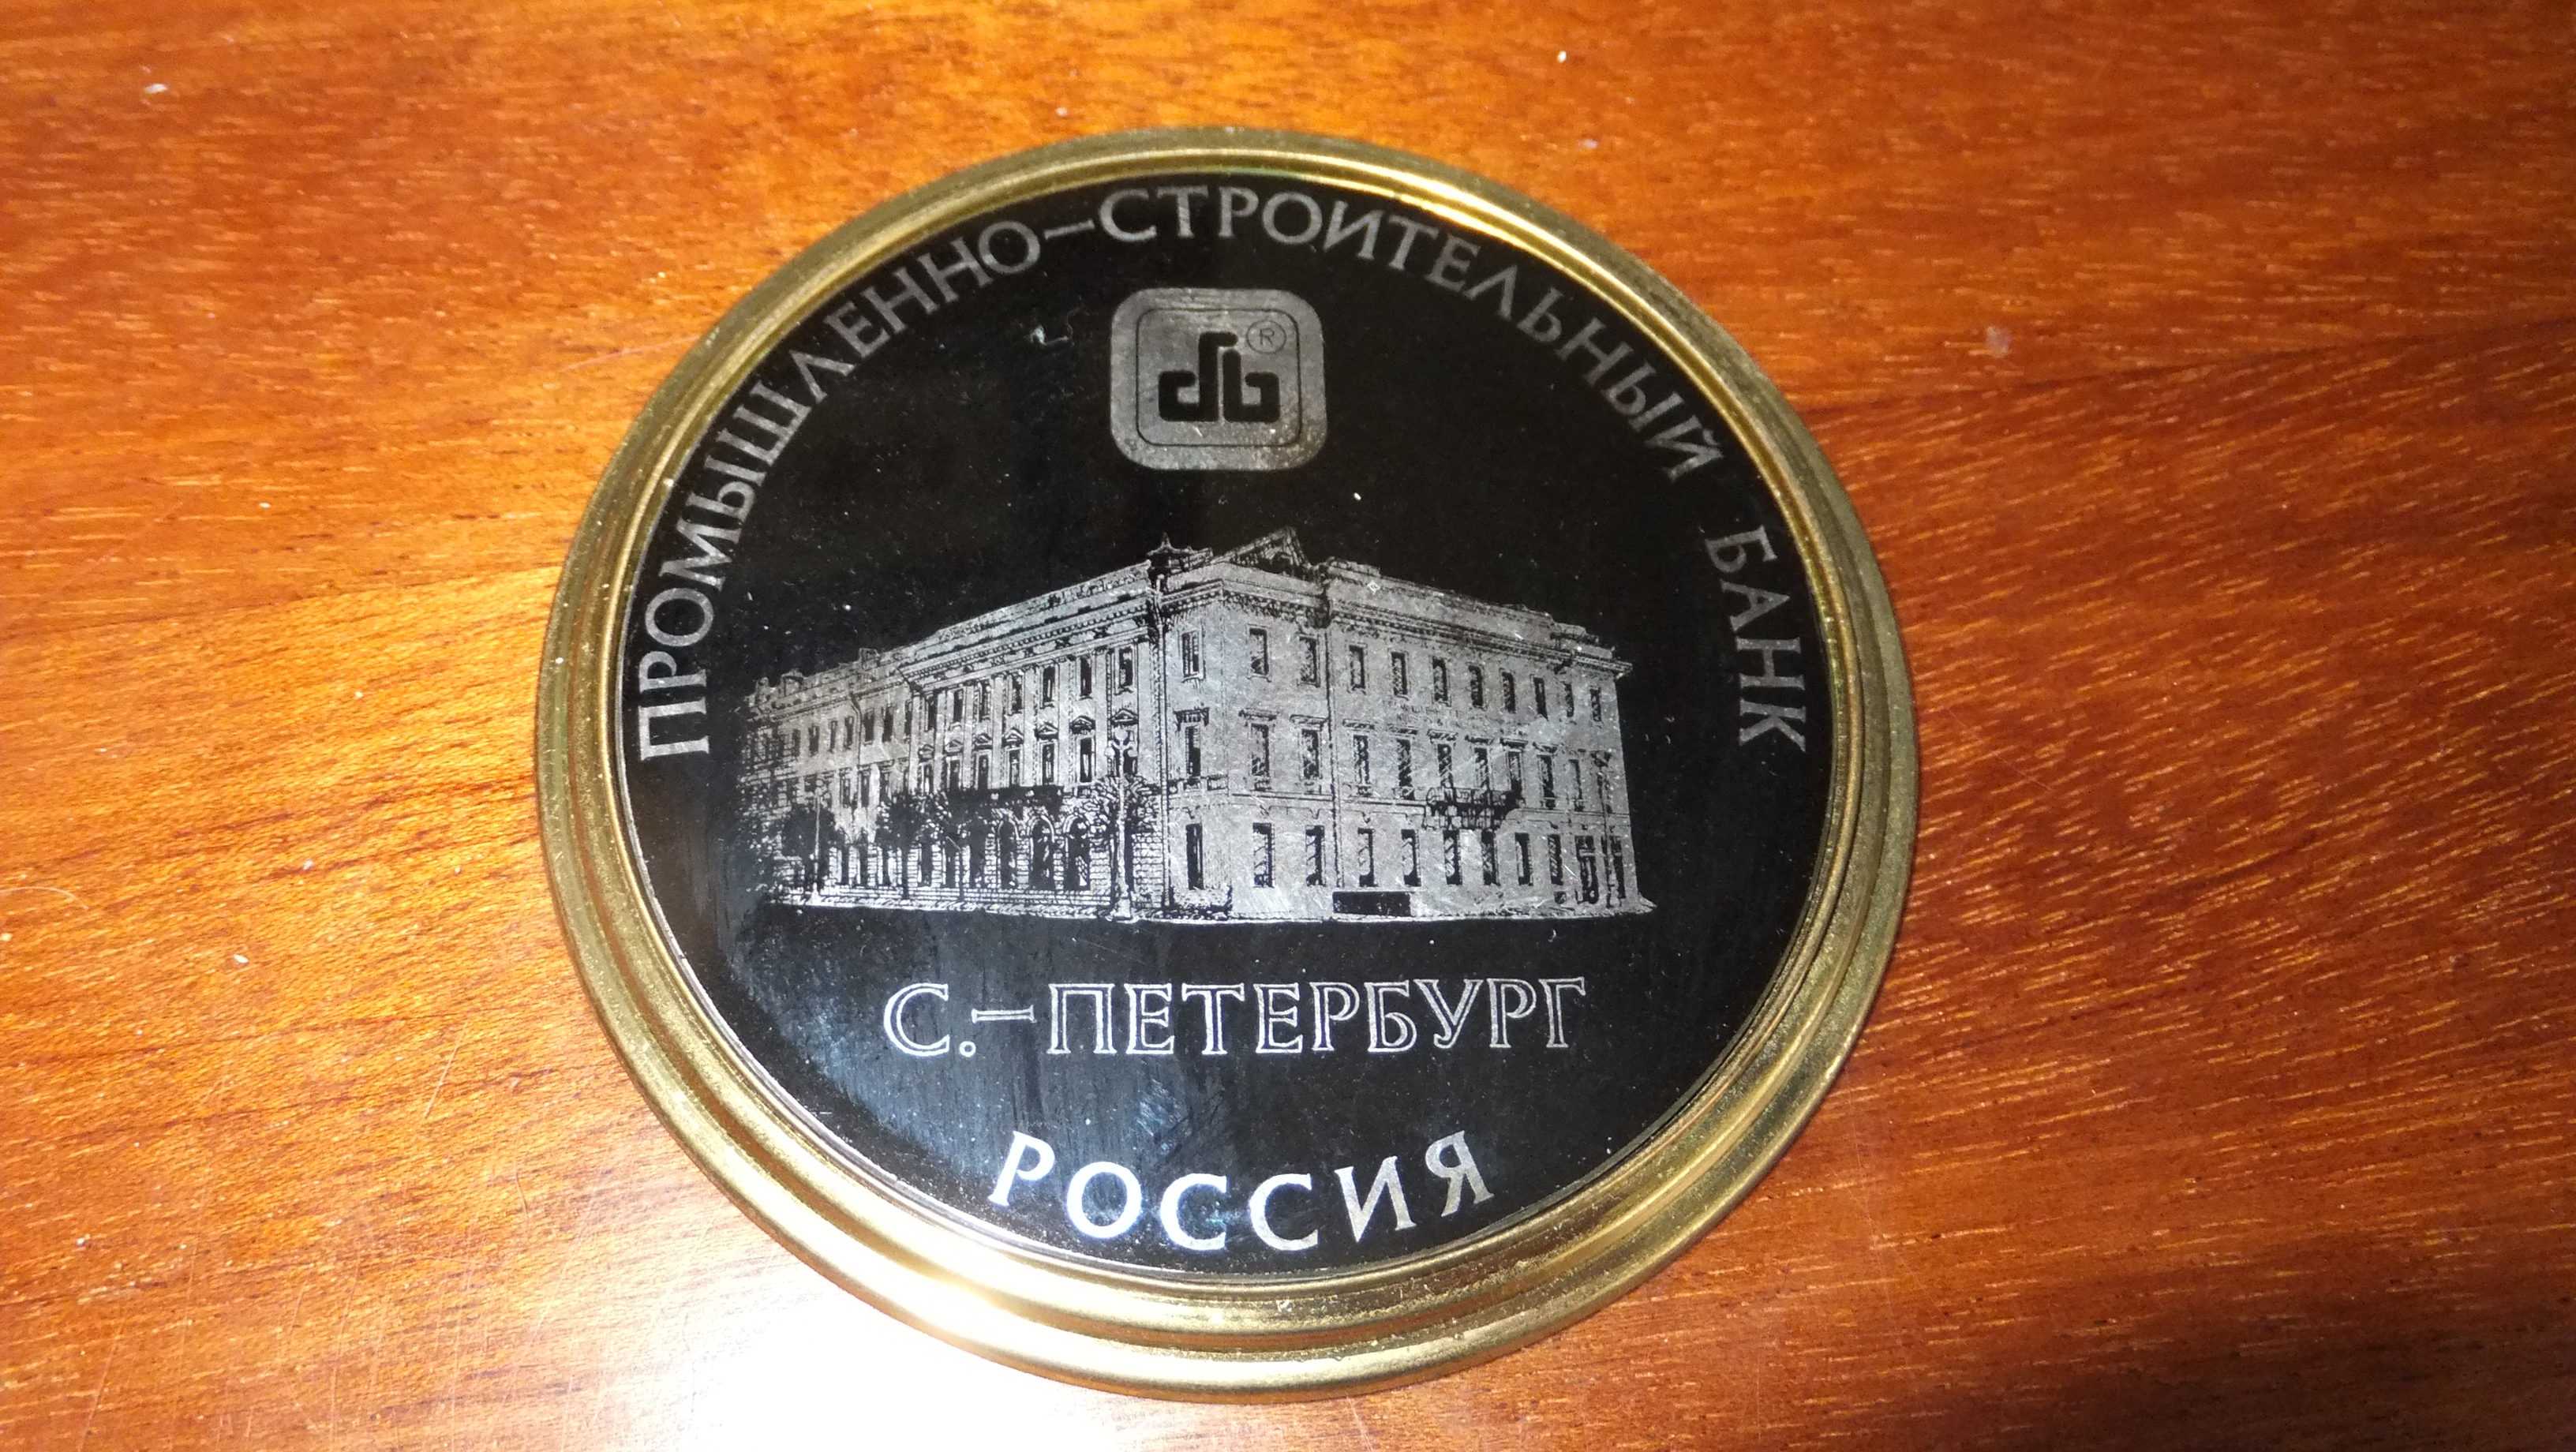 ПРОМЫШЛЕННО-СТРОИТЕЛЬНЫЙ БАНК
®
С.-ПЕТЕРБУРГ
РОССИЯ